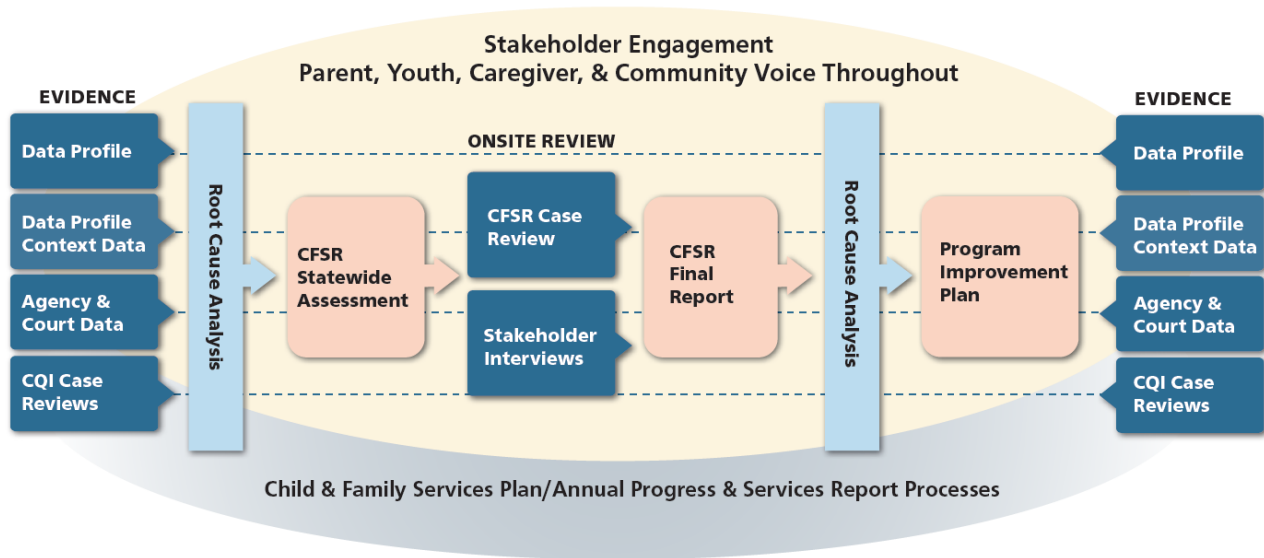 Stakeholder Engagement
Parent, Youth, Caregiver, & Community Voice Throughout
EVIDENCE
Data Profile
Data Profile
Context Data
Agency &
Court Data
CQI Case
Reviews
Root Cause Analysis
CFSR
Statewide
Assessment
ONSITE REVIEW
CFSR Case
Review
Stakeholder
Interviews
CFSR
Final
Report
Root Cause Analysis
Program
Improvement
Plan
EVIDENCE
Data Profile
Data Profile
Context Data
Agency &
Court Data
CQI Case
Reviews
Child & Family Services Plan/Annual Progress & Services Report Processes